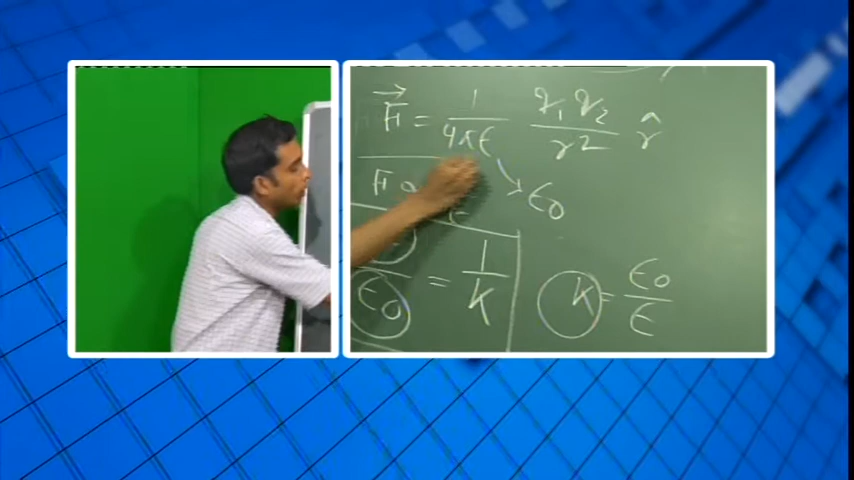 F⃗ = 1/4πϵ q₁q₂/r² r̂
F α
→ ϵ₀
ϵ₀ = 1/K
K = ϵ₀/ϵ